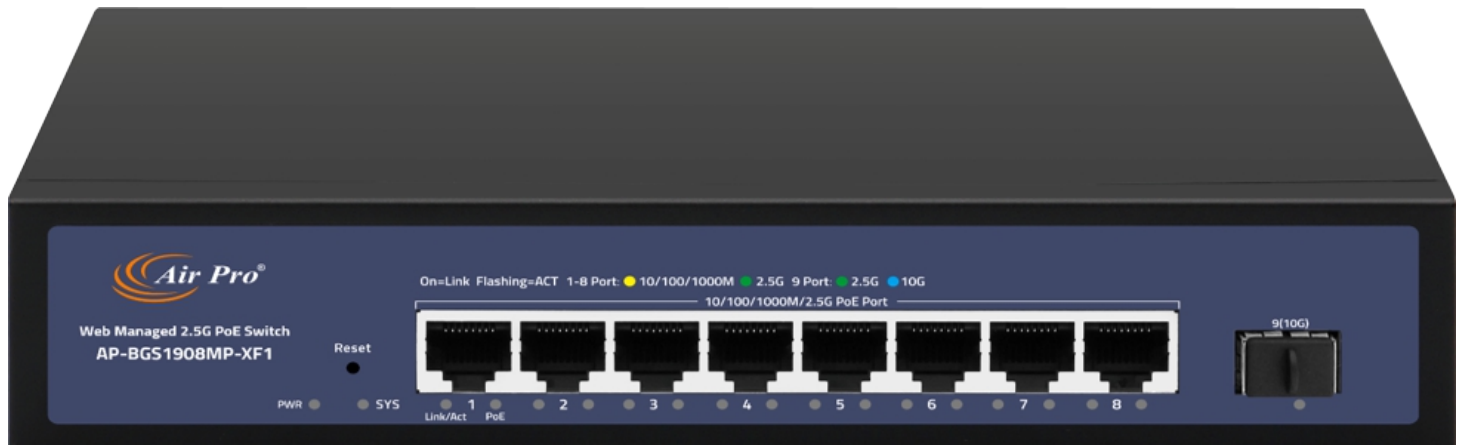 Air Pro®
Web Managed 2.5G PoE Switch
AP-BGS1908MP-XF1
Reset
PWR SYS
On=Link Flashing=ACT 1-8 Port: 10/100/1000M 2.5G 9 Port: 2.5G 10G
10/100/1000M/2.5G PoE Port
1 2 3 4 5 6 7 8
Link/Act PoE
9(10G)